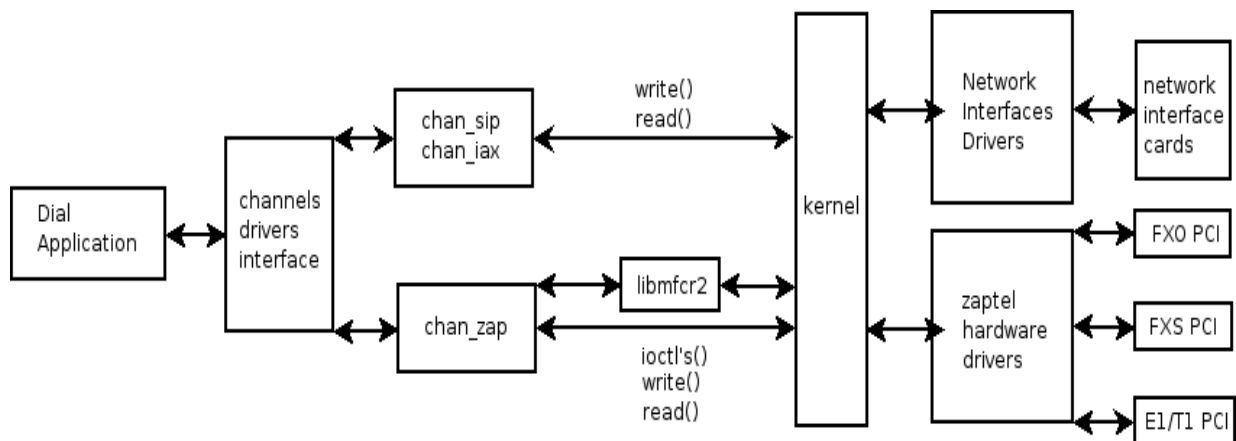 Dial
Application
channels
drivers
interface
chan_sip
chan_iax
chan_zap
write()
read()
libmfcr2
ioctl's()
write()
read()
kernel
Network
Interfaces
Drivers
network
interface
cards
zaptel
hardware
drivers
FXO PCI
FXS PCI
E1/T1 PCI